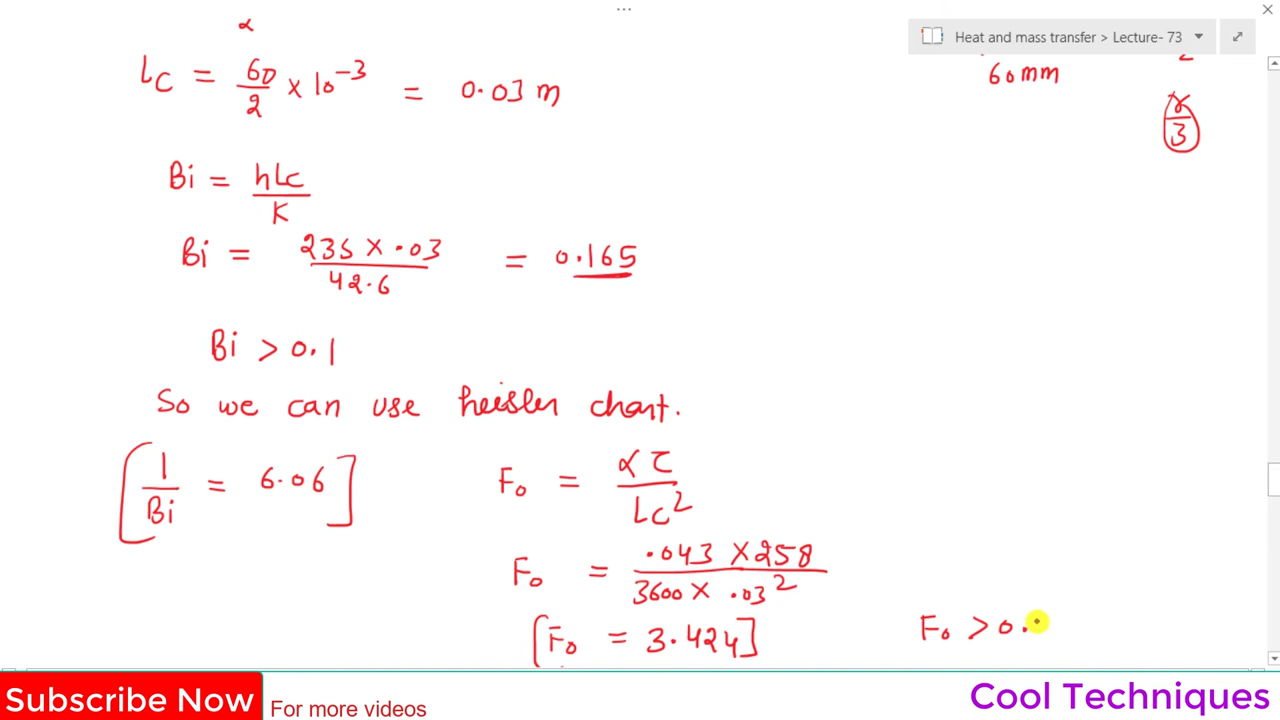 ...
Heat and mass transfer > Lecture- 73
α
Lc = 60/2 × 10⁻³ = 0.03 m
60mm
r/3
Bi = hLc/K
Bi = 235 × .03/42.6 = 0.165
Bi > 0.1
So we can use heisler chart.
[1/Bi = 6.06]
Fo = ατ/Lc²
Fo = .043 × 258/3600 × .03²
[Fo = 3.424]
Fo > 0.
Subscribe Now
For more videos
Cool Techniques